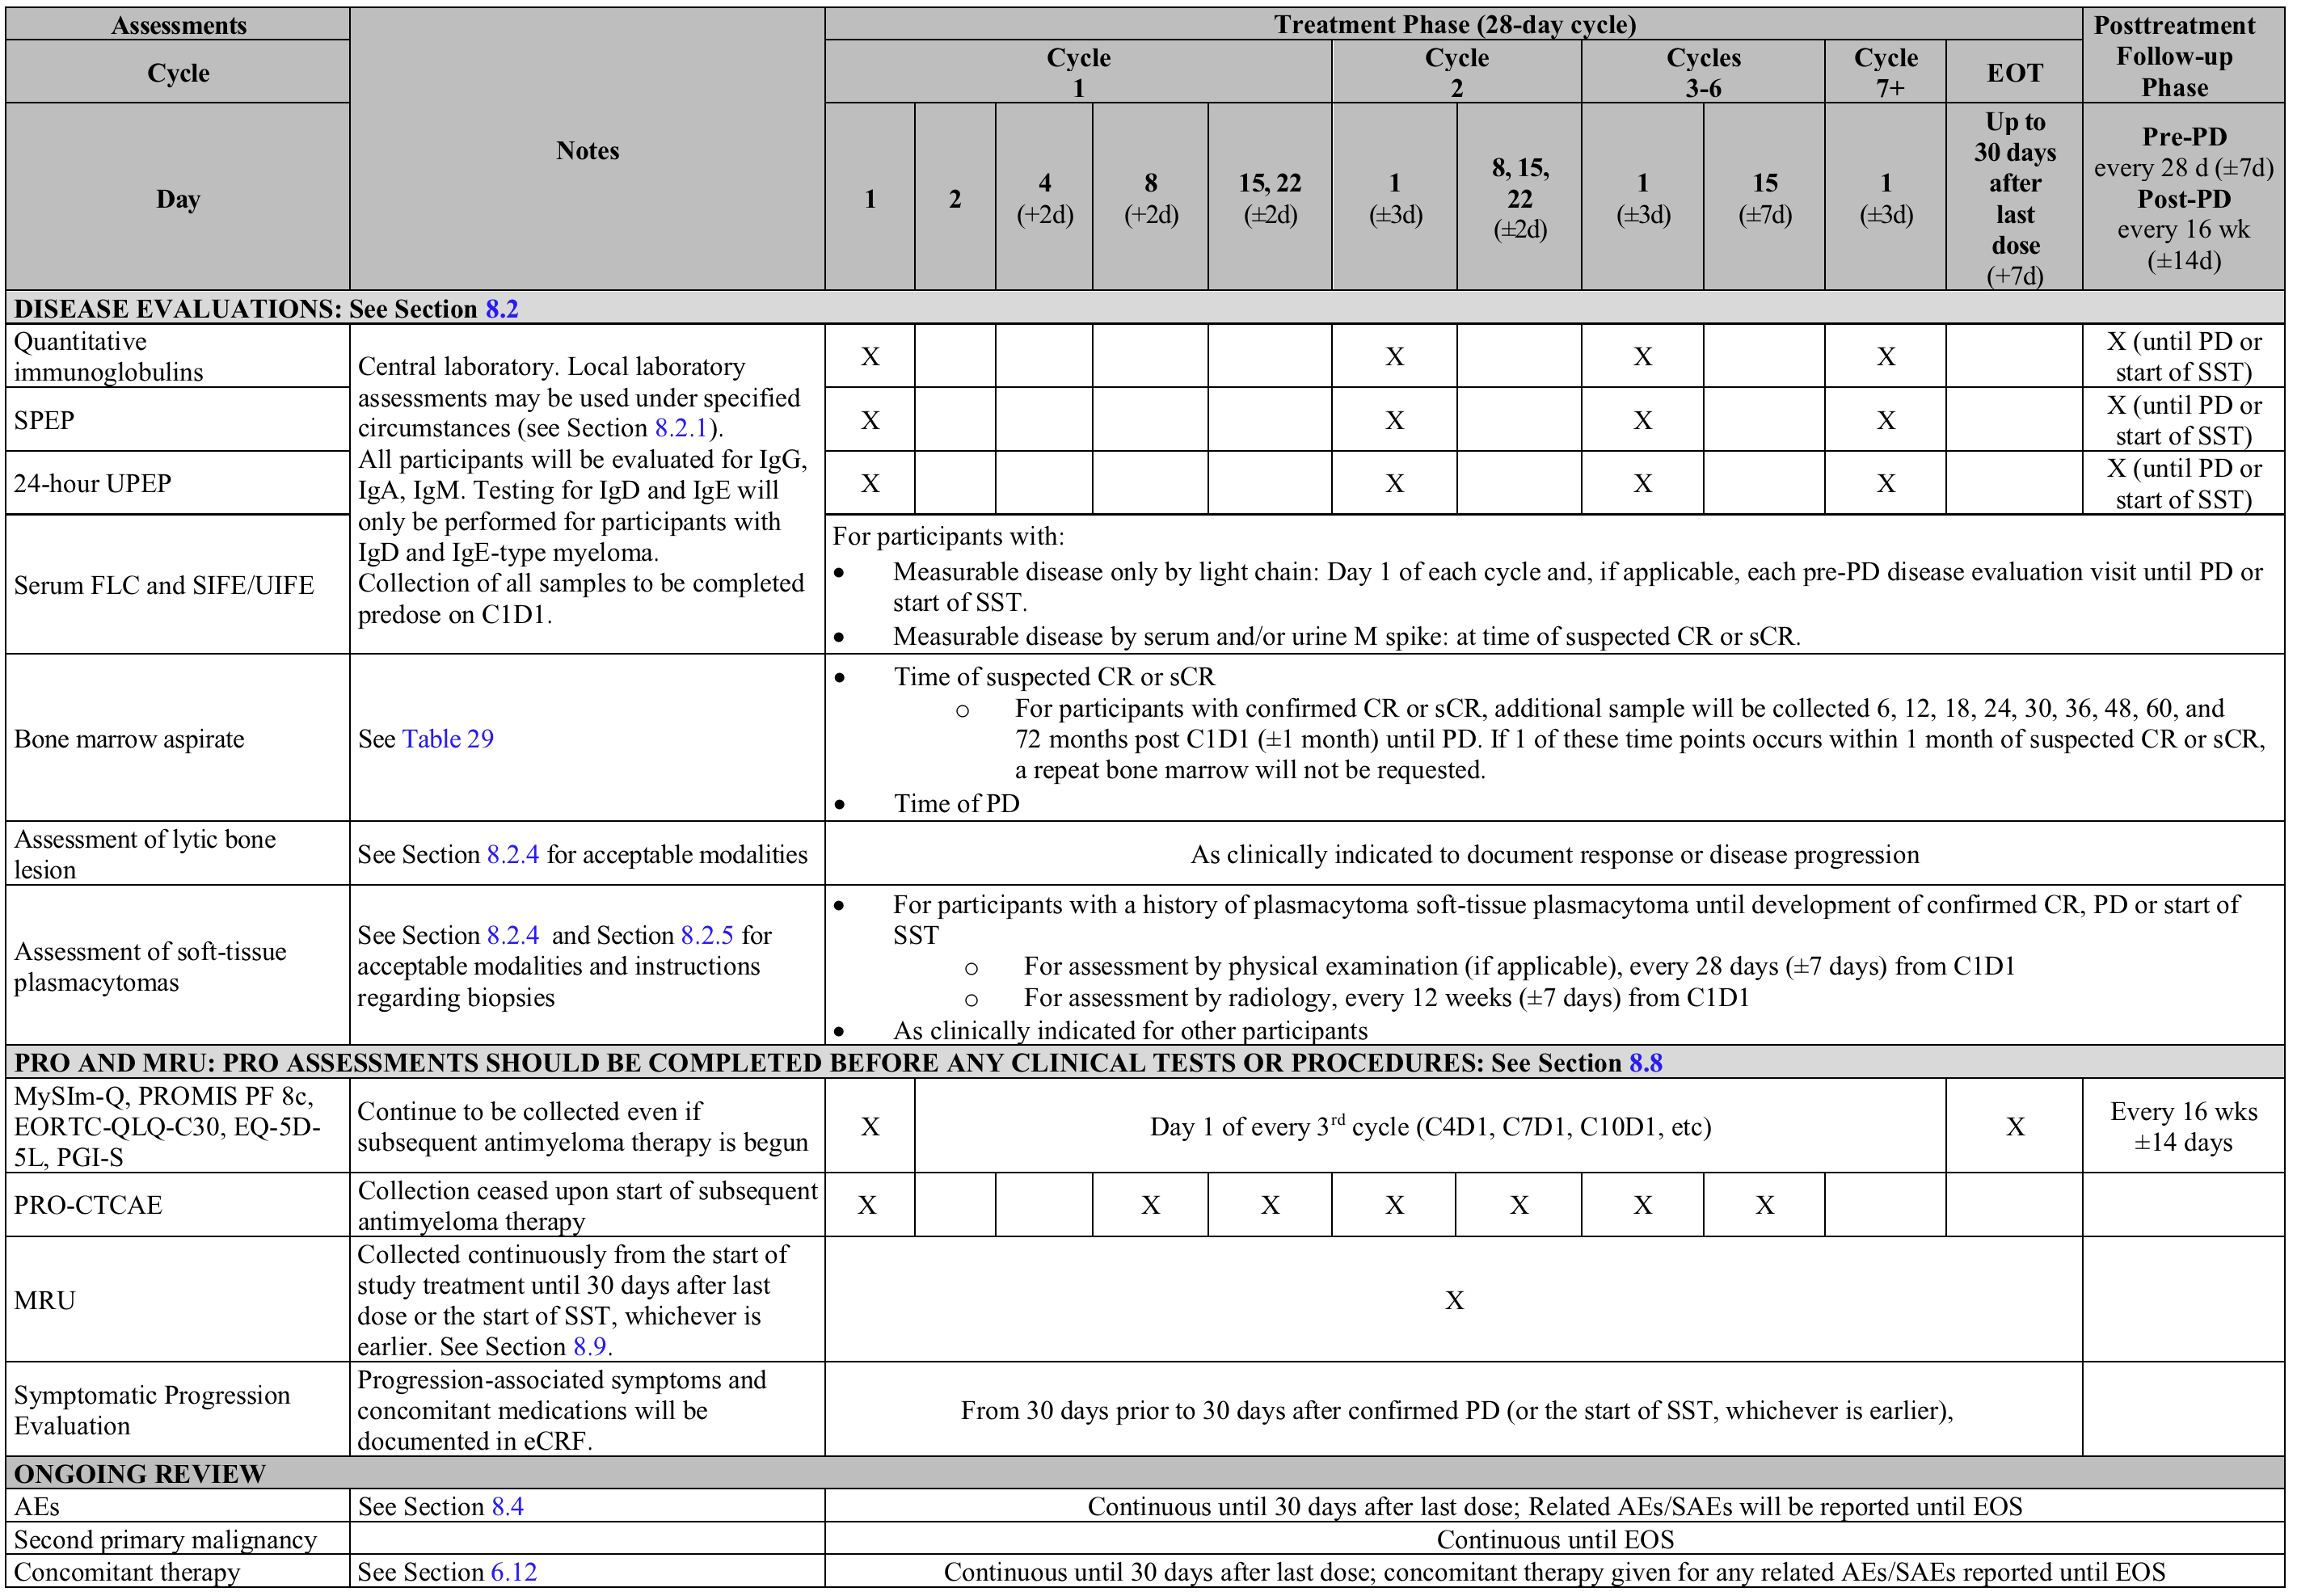 Assessments
Notes
Treatment Phase (28-day cycle)
Posttreatment
Follow-up
Phase
Cycle
Cycle
1
Cycle
2
Cycles
3-6
Cycle
7+
EOT
Day
1
2
4
(+2d)
8
(+2d)
15, 22
(±2d)
1
(±3d)
8, 15,
22
(±2d)
1
(±3d)
15
(±7d)
1
(±3d)
Up to
30 days
after
last
dose
(+7d)
Pre-PD
every 28 d (±7d)
Post-PD
every 16 wk
(±14d)
DISEASE EVALUATIONS: See Section 8.2
Quantitative
immunoglobulins
Central laboratory. Local laboratory
assessments may be used under specified
circumstances (see Section 8.2.1).
All participants will be evaluated for IgG,
IgA, IgM. Testing for IgD and IgE will
only be performed for participants with
IgD and IgE-type myeloma.
Collection of all samples to be completed
predose on C1D1.
X
X
X
X
X (until PD or
start of SST)
SPEP
X
X
X
X
X (until PD or
start of SST)
24-hour UPEP
X
X
X
X
X (until PD or
start of SST)
Serum FLC and SIFE/UIFE
For participants with:
• Measurable disease only by light chain: Day 1 of each cycle and, if applicable, each pre-PD disease evaluation visit until PD or
start of SST.
• Measurable disease by serum and/or urine M spike: at time of suspected CR or sCR.
Bone marrow aspirate
See Table 29
• Time of suspected CR or sCR
o For participants with confirmed CR or sCR, additional sample will be collected 6, 12, 18, 24, 30, 36, 48, 60, and
72 months post C1D1 (±1 month) until PD. If 1 of these time points occurs within 1 month of suspected CR or sCR,
a repeat bone marrow will not be requested.
• Time of PD
Assessment of lytic bone
lesion
See Section 8.2.4 for acceptable modalities
As clinically indicated to document response or disease progression
Assessment of soft-tissue
plasmacytomas
See Section 8.2.4 and Section 8.2.5 for
acceptable modalities and instructions
regarding biopsies
• For participants with a history of plasmacytoma soft-tissue plasmacytoma until development of confirmed CR, PD or start of
SST
o For assessment by physical examination (if applicable), every 28 days (±7 days) from C1D1
o For assessment by radiology, every 12 weeks (±7 days) from C1D1
• As clinically indicated for other participants
PRO AND MRU: PRO ASSESSMENTS SHOULD BE COMPLETED BEFORE ANY CLINICAL TESTS OR PROCEDURES: See Section 8.8
MySIm-Q, PROMIS PF 8c,
EORTC-QLQ-C30, EQ-5D-
5L, PGI-S
Continue to be collected even if
subsequent antimyeloma therapy is begun
X
Day 1 of every 3rd cycle (C4D1, C7D1, C10D1, etc)
X
Every 16 wks
±14 days
PRO-CTCAE
Collection ceased upon start of subsequent
antimyeloma therapy
X
X
X
X
X
X
X
MRU
Collected continuously from the start of
study treatment until 30 days after last
dose or the start of SST, whichever is
earlier. See Section 8.9.
X
Symptomatic Progression
Evaluation
Progression-associated symptoms and
concomitant medications will be
documented in eCRF.
From 30 days prior to 30 days after confirmed PD (or the start of SST, whichever is earlier),
ONGOING REVIEW
AEs
See Section 8.4
Continuous until 30 days after last dose; Related AEs/SAEs will be reported until EOS
Second primary malignancy
Continuous until EOS
Concomitant therapy
See Section 6.12
Continuous until 30 days after last dose; concomitant therapy given for any related AEs/SAEs reported until EOS